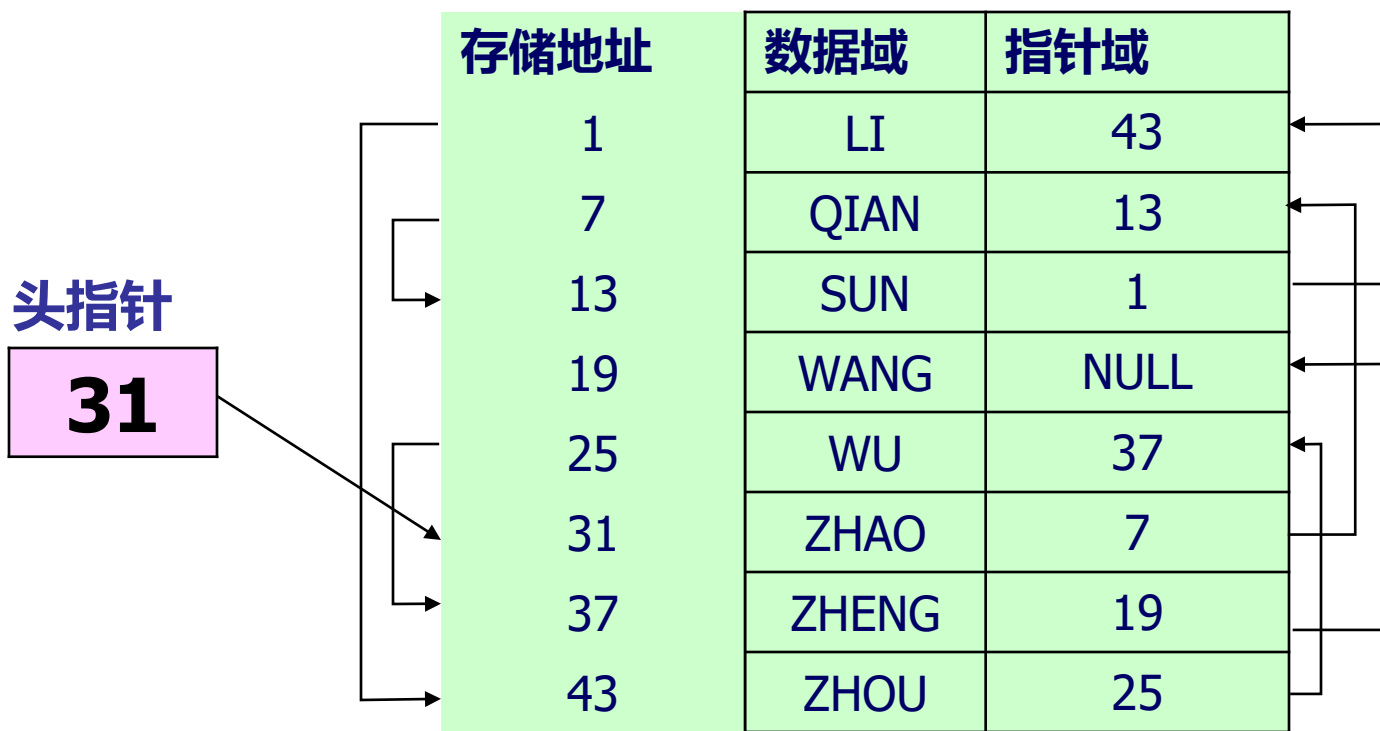 存储地址 数据域 指针域
1 LI 43
7 QIAN 13
13 SUN 1
19 WANG NULL
25 WU 37
31 ZHAO 7
37 ZHENG 19
43 ZHOU 25
头指针
31